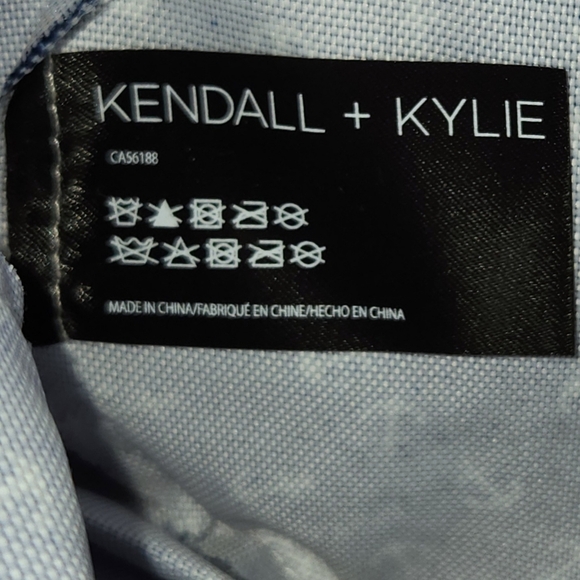 KENDALL + KYLIE
CA56188
MADE IN CHINA/FABRIQUÉ EN CHINE/HECHO EN CHINA